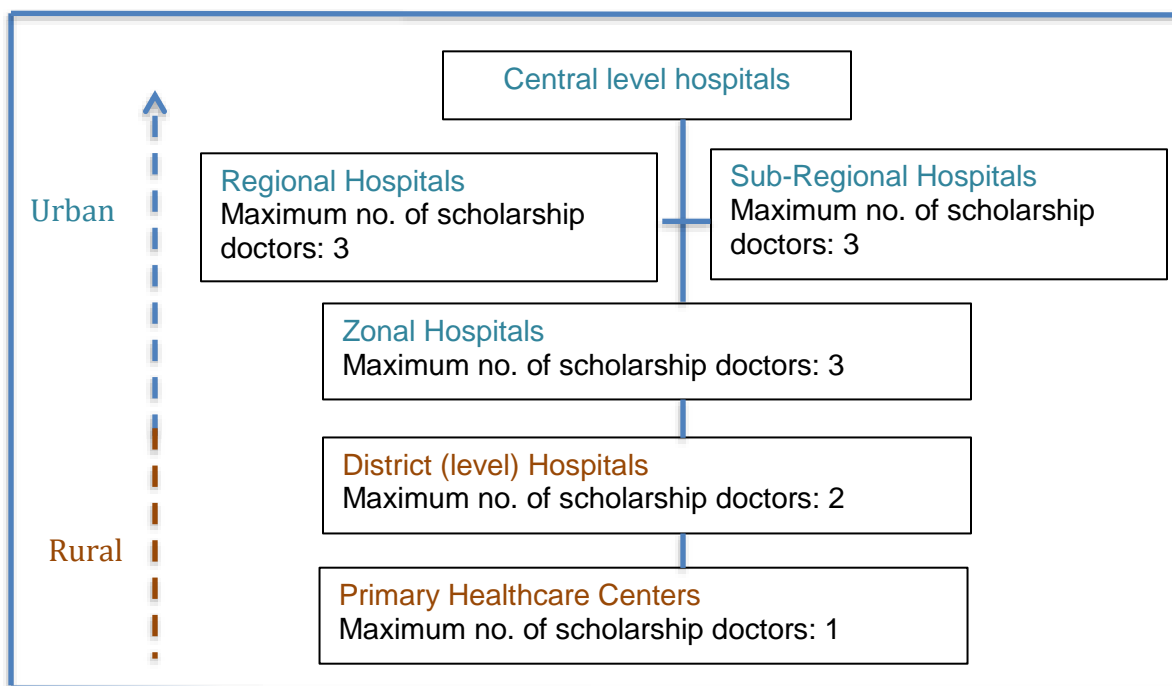 Central level hospitals
Regional Hospitals
Maximum no. of scholarship
doctors: 3
Sub-Regional Hospitals
Maximum no. of scholarship
doctors: 3
Urban
Zonal Hospitals
Maximum no. of scholarship doctors: 3
District (level) Hospitals
Maximum no. of scholarship doctors: 2
Rural
Primary Healthcare Centers
Maximum no. of scholarship doctors: 1